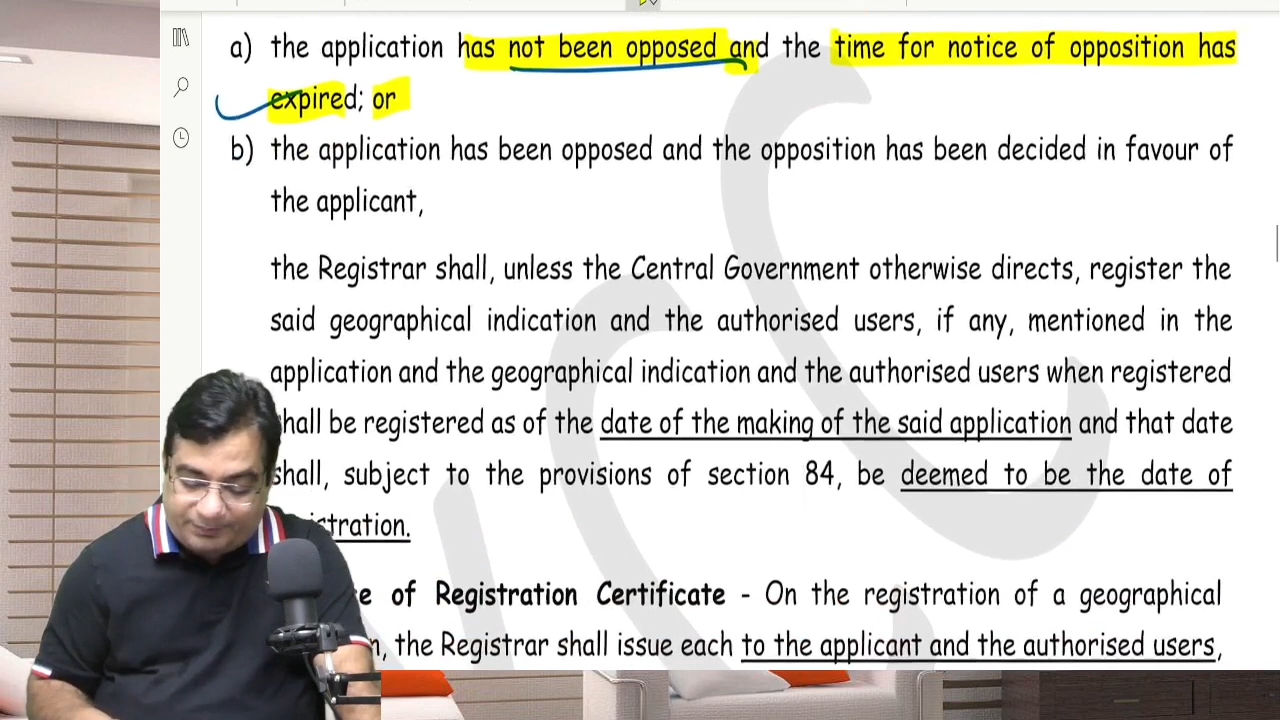 a) the application has not been opposed and the time for notice of opposition has
expired; or
b) the application has been opposed and the opposition has been decided in favour of
the applicant,
the Registrar shall, unless the Central Government otherwise directs, register the
said geographical indication and the authorised users, if any, mentioned in the
application and the geographical indication and the authorised users when registered
shall be registered as of the date of the making of the said application and that date
shall, subject to the provisions of section 84, be deemed to be the date of
of Registration Certificate - On the registration of a geographical
the Registrar shall issue each to the applicant and the authorised users,